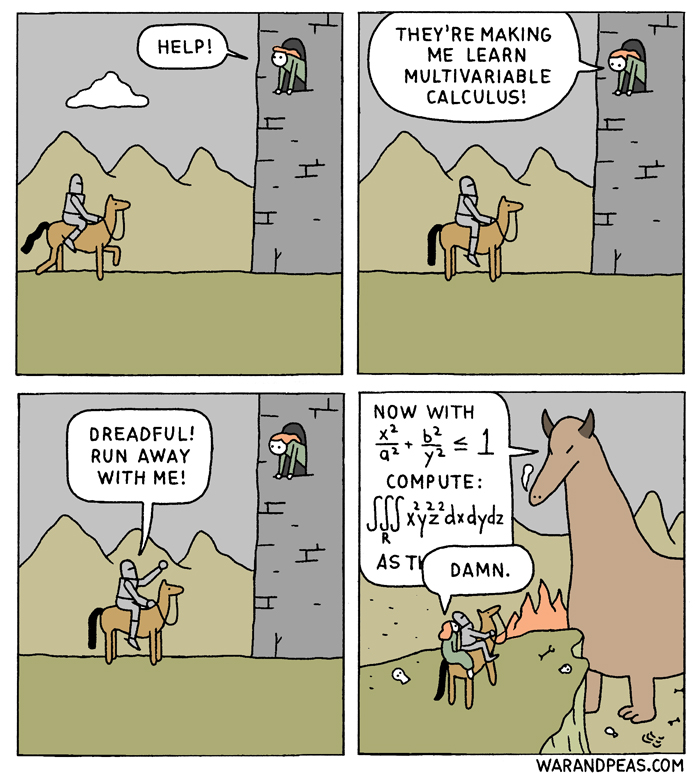 HELP!
THEY'RE MAKING
ME LEARN
MULTIVARIABLE
CALCULUS!
DREADFUL!
RUN AWAY
WITH ME!
NOW WITH
x²/a² + b²/y² ≤ 1
COMPUTE:
∭R x²y²z² dxdydz
AS
DAMN.
WARANDPEAS.COM